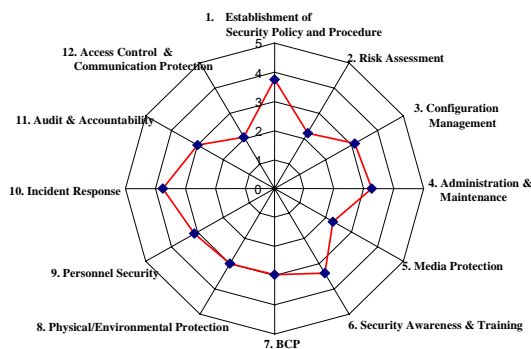 1. Establishment of
Security Policy and Procedure
2. Risk Assessment
3. Configuration
Management
4. Administration &
Maintenance
5. Media Protection
6. Security Awareness & Training
7. BCP
8. Physical/Environmental Protection
9. Personnel Security
10. Incident Response
11. Audit & Accountability
12. Access Control &
Communication Protection
5
4
3
2
1
0